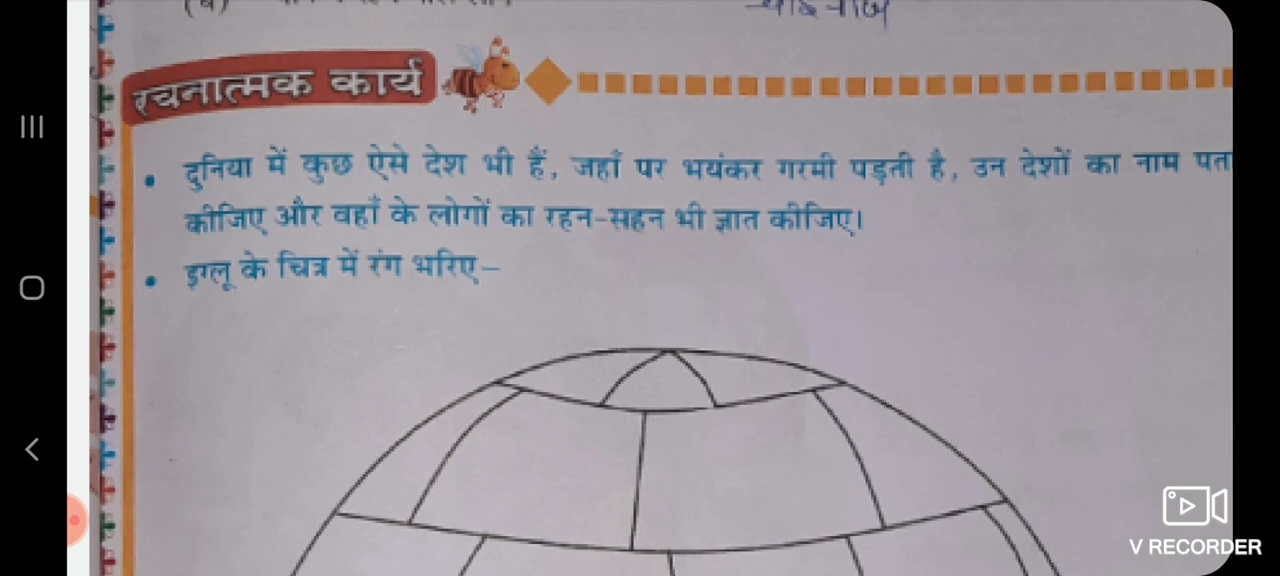 रचनात्मक कार्य
दुनिया में कुछ ऐसे देश भी हैं, जहाँ पर भयंकर गरमी पड़ती है, उन देशों का नाम पत
कीजिए और वहाँ के लोगों का रहन-सहन भी ज्ञात कीजिए।
इग्लू के चित्र में रंग भरिए–
V RECORDER